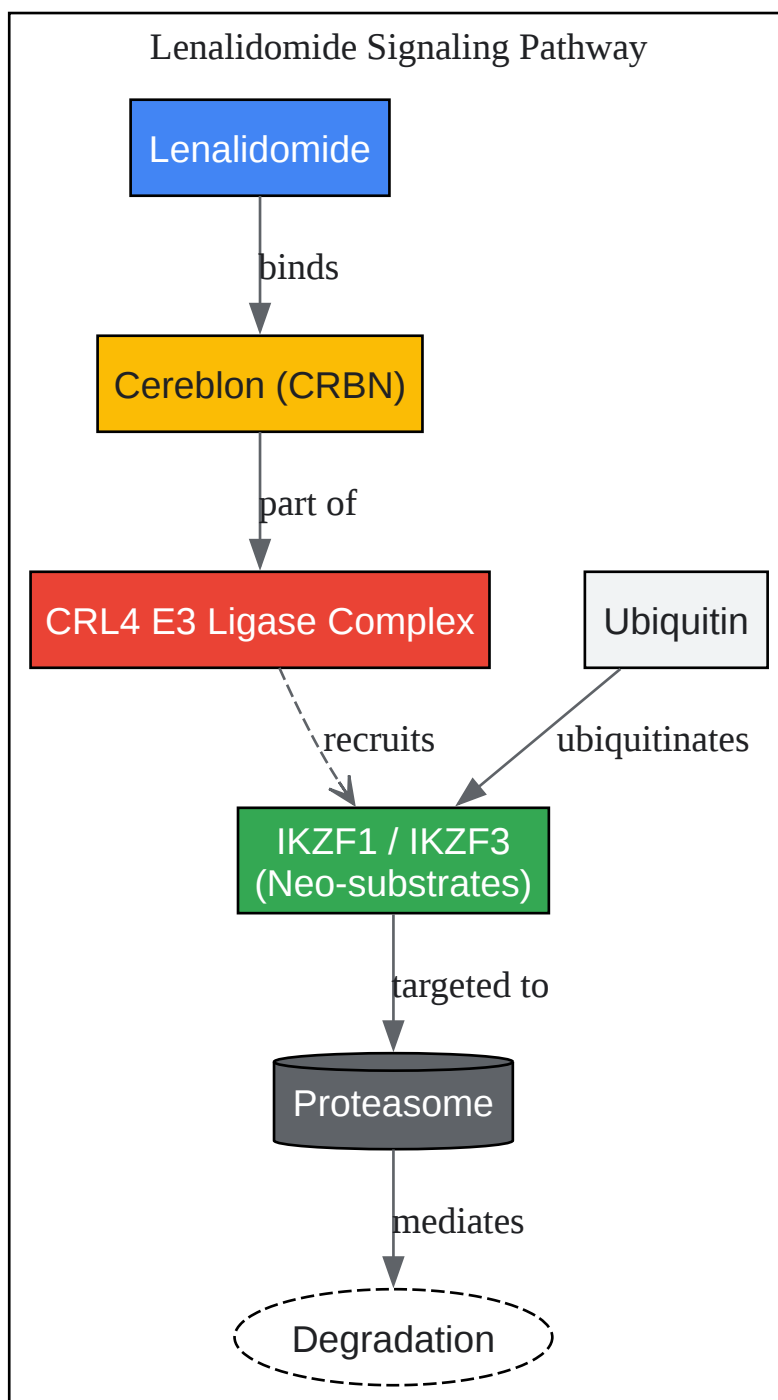 Lenalidomide Signaling Pathway
Lenalidomide
binds
Cereblon (CRBN)
part of
CRL4 E3 Ligase Complex
Ubiquitin
recruits
ubiquitinates
IKZF1 / IKZF3
(Neo-substrates)
targeted to
Proteasome
mediates
Degradation